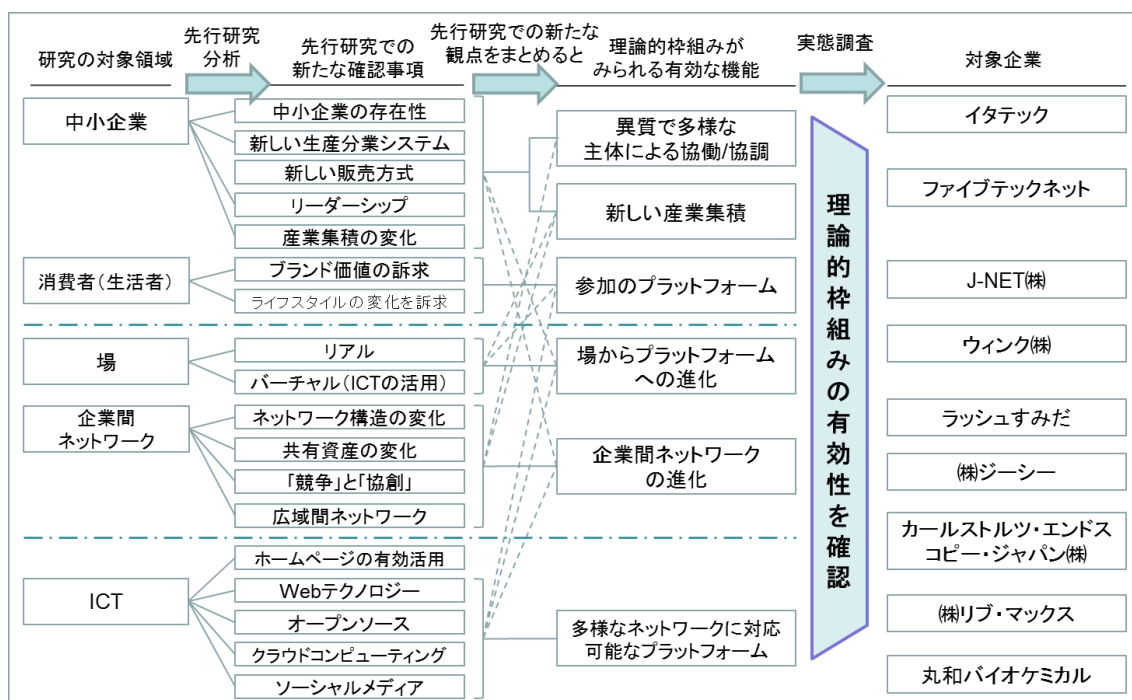 研究の対象領域
先行研究
分析
先行研究での
新たな確認事項
先行研究での新たな
観点をまとめると
理論的枠組みが
みられる有効な機能
実態調査
対象企業
中小企業
中小企業の存在性
新しい生産分業システム
新しい販売方式
リーダーシップ
産業集積の変化
消費者(生活者)
ブランド価値の訴求
ライフスタイルの変化を訴求
場
リアル
バーチャル(ICTの活用)
企業間
ネットワーク
ネットワーク構造の変化
共有資産の変化
「競争」と「協創」
広域間ネットワーク
ICT
ホームページの有効活用
Webテクノロジー
オープンソース
クラウドコンピューティング
ソーシャルメディア
異質で多様な
主体による協働/協調
新しい産業集積
参加のプラットフォーム
場からプラットフォーム
への進化
企業間ネットワーク
の進化
多様なネットワークに対応
可能なプラットフォーム
理論的枠組みの有効性を確認
イタテック
ファイブテックネット
J-NET㈱
ウィンク㈱
ラッシュすみだ
㈱ジーシー
カールストルツ・エンドス
コピー・ジャパン㈱
㈱リブ・マックス
丸和バイオケミカル